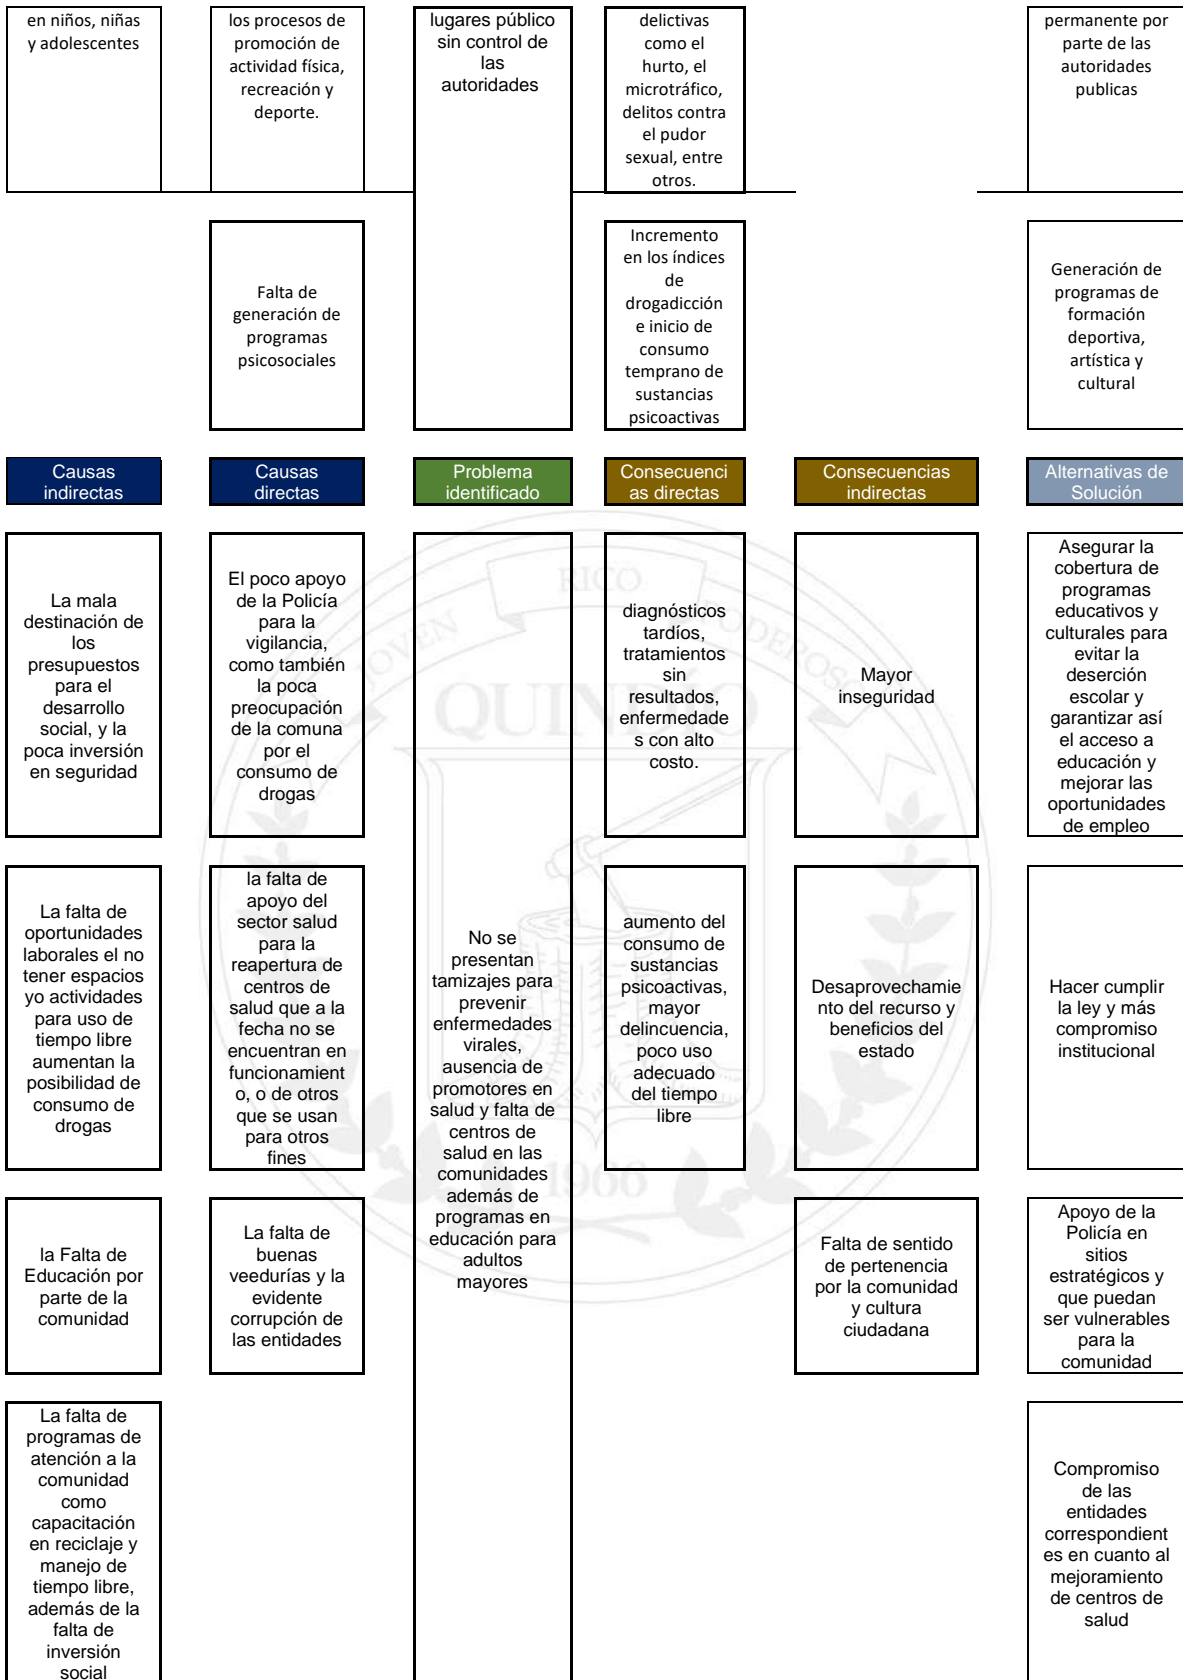 en niños, niñas
y adolescentes
los procesos de
promoción de
actividad física,
recreación y
deporte.
lugares público
sin control de
las
autoridades
delictivas
como el
hurto, el
microtráfico,
delitos contra
el pudor
sexual, entre
otros.
permanente por
parte de las
autoridades
publicas
Falta de
generación de
programas
psicosociales
Incremento
en los índices
de
drogadicción
e inicio de
consumo
temprano de
sustancias
psicoactivas
Generación de
programas de
formación
deportiva,
artística y
cultural
Causas
indirectas
Causas
directas
Problema
identificado
Consecuenci
as directas
Consecuencias
indirectas
Alternativas de
Solución
La mala
destinación de
los
presupuestos
para el
desarrollo
social, y la
poca inversión
en seguridad
El poco apoyo
de la Policía
para la
vigilancia,
como también
la poca
preocupación
de la comuna
por el
consumo de
drogas
No se
presentan
tamizajes para
prevenir
enfermedades
virales,
ausencia de
promotores en
salud y falta de
centros de
salud en las
comunidades
además de
programas en
educación para
adultos
mayores
diagnósticos
tardíos,
tratamientos
sin
resultados,
enfermedade
s con alto
costo.
Mayor
inseguridad
Asegurar la
cobertura de
programas
educativos y
culturales para
evitar la
deserción
escolar y
garantizar así
el acceso a
educación y
mejorar las
oportunidades
de empleo
La falta de
oportunidades
laborales el no
tener espacios
yo actividades
para uso de
tiempo libre
aumentan la
posibilidad de
consumo de
drogas
la falta de
apoyo del
sector salud
para la
reapertura de
centros de
salud que a la
fecha no se
encuentran en
funcionamient
o, o de otros
que se usan
para otros
fines
aumento del
consumo de
sustancias
psicoactivas,
mayor
delincuencia,
poco uso
adecuado
del tiempo
libre
Desaprovechamie
nto del recurso y
beneficios del
estado
Hacer cumplir
la ley y más
compromiso
institucional
la Falta de
Educación por
parte de la
comunidad
La falta de
buenas
veedurías y la
evidente
corrupción de
las entidades
Falta de sentido
de pertenencia
por la comunidad
y cultura
ciudadana
Apoyo de la
Policía en
sitios
estratégicos y
que puedan
ser vulnerables
para la
comunidad
La falta de
programas de
atención a la
comunidad
como
capacitación
en reciclaje y
manejo de
tiempo libre,
además de la
falta de
inversión
social
Compromiso
de las
entidades
correspondient
es en cuanto al
mejoramiento
de centros de
salud
JOVEN RICO PODEROSO
QUINDÍO
1966